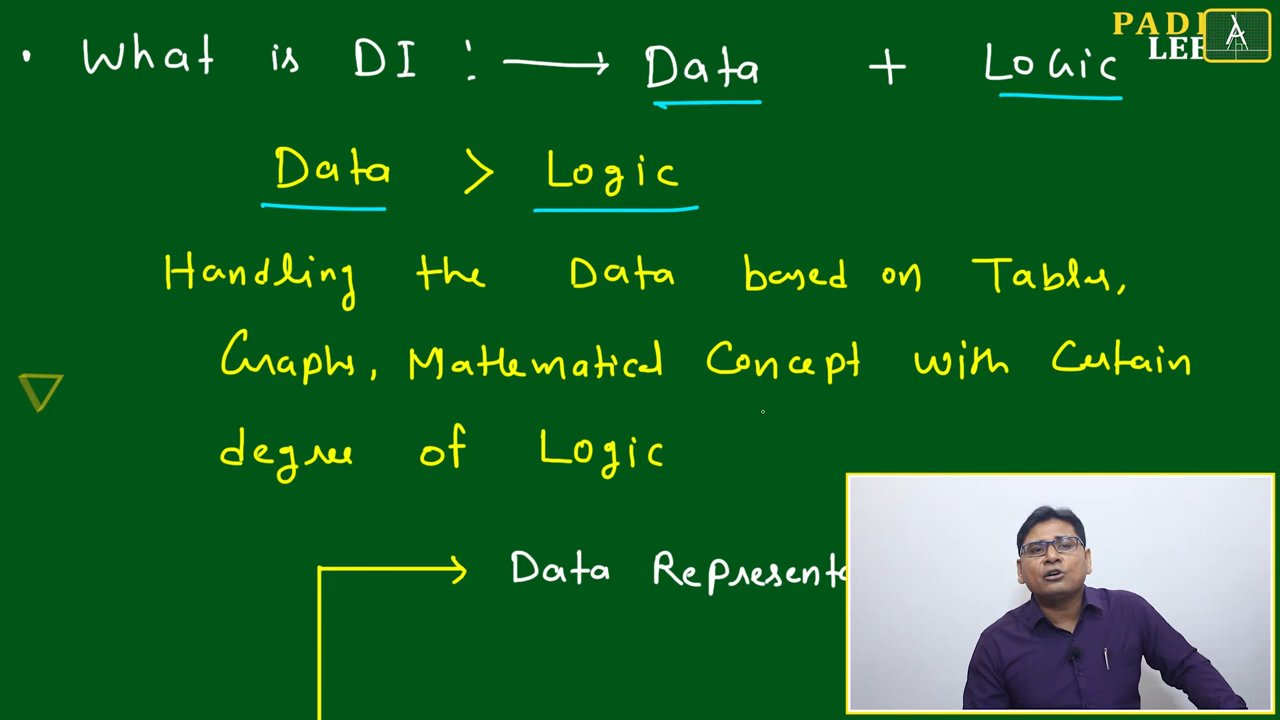 PADI
LEE
• What is DI : → Data + Logic
Data > Logic
Handling the Data based on Tables,
Graphs, Mathematical Concept with Certain
degree of Logic
→ Data Representa